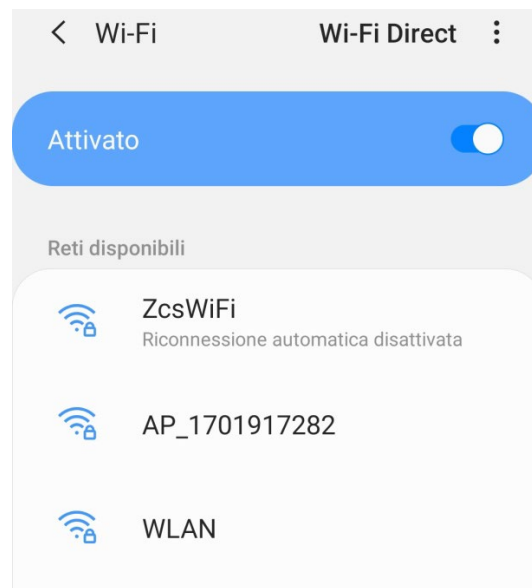 Wi-Fi Wi-Fi Direct
Attivato
Reti disponibili
ZcsWiFi
Riconnessione automatica disattivata
AP_1701917282
WLAN